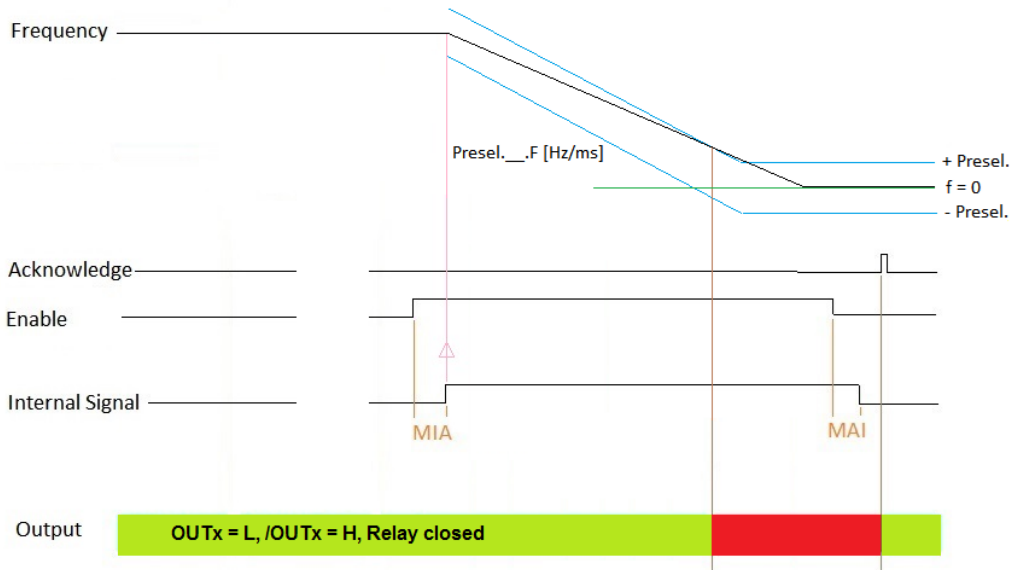 Frequency
Presel.__.F [Hz/ms]
+ Presel.
f = 0
- Presel.
Acknowledge
Enable
Internal Signal
MIA
MAI
Output
OUTx = L, /OUTx = H, Relay closed